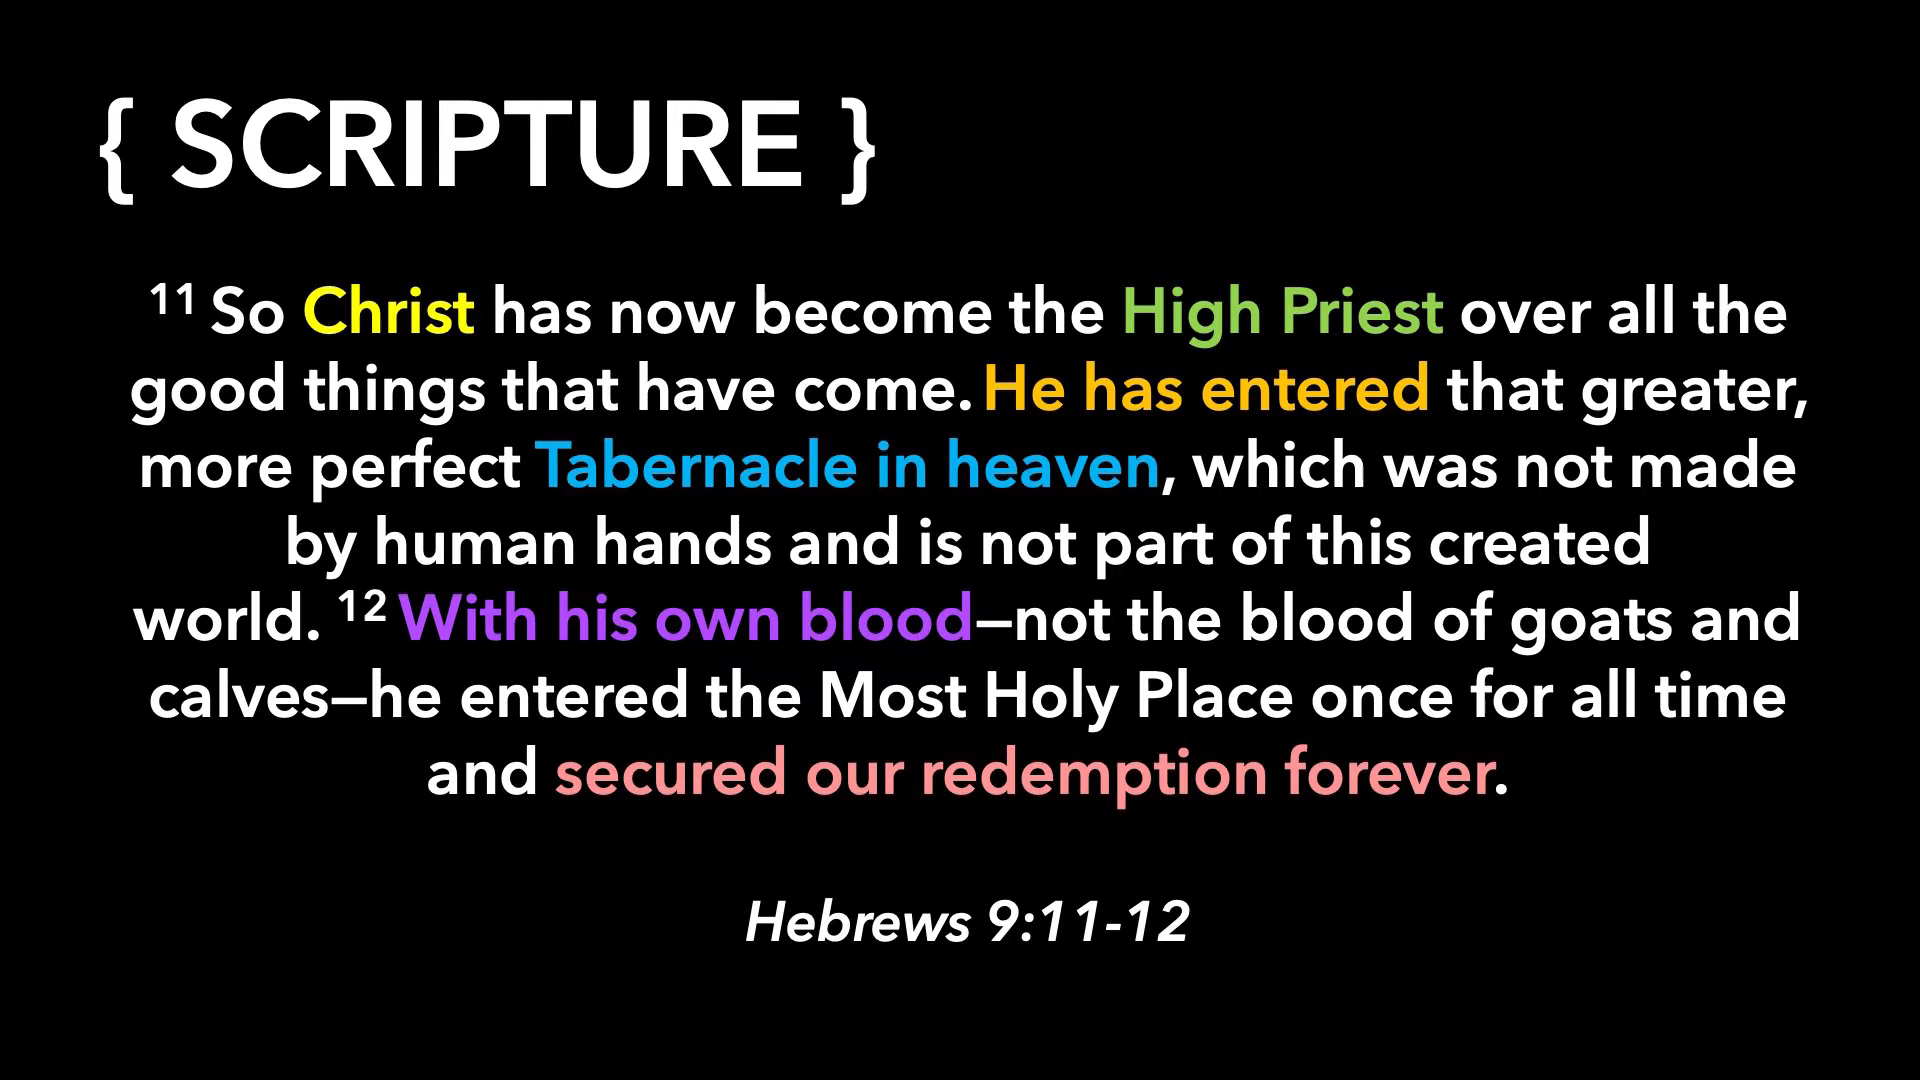 { SCRIPTURE }
¹¹ So Christ has now become the High Priest over all the
good things that have come. He has entered that greater,
more perfect Tabernacle in heaven, which was not made
by human hands and is not part of this created
world. ¹² With his own blood—not the blood of goats and
calves—he entered the Most Holy Place once for all time
and secured our redemption forever.
Hebrews 9:11-12